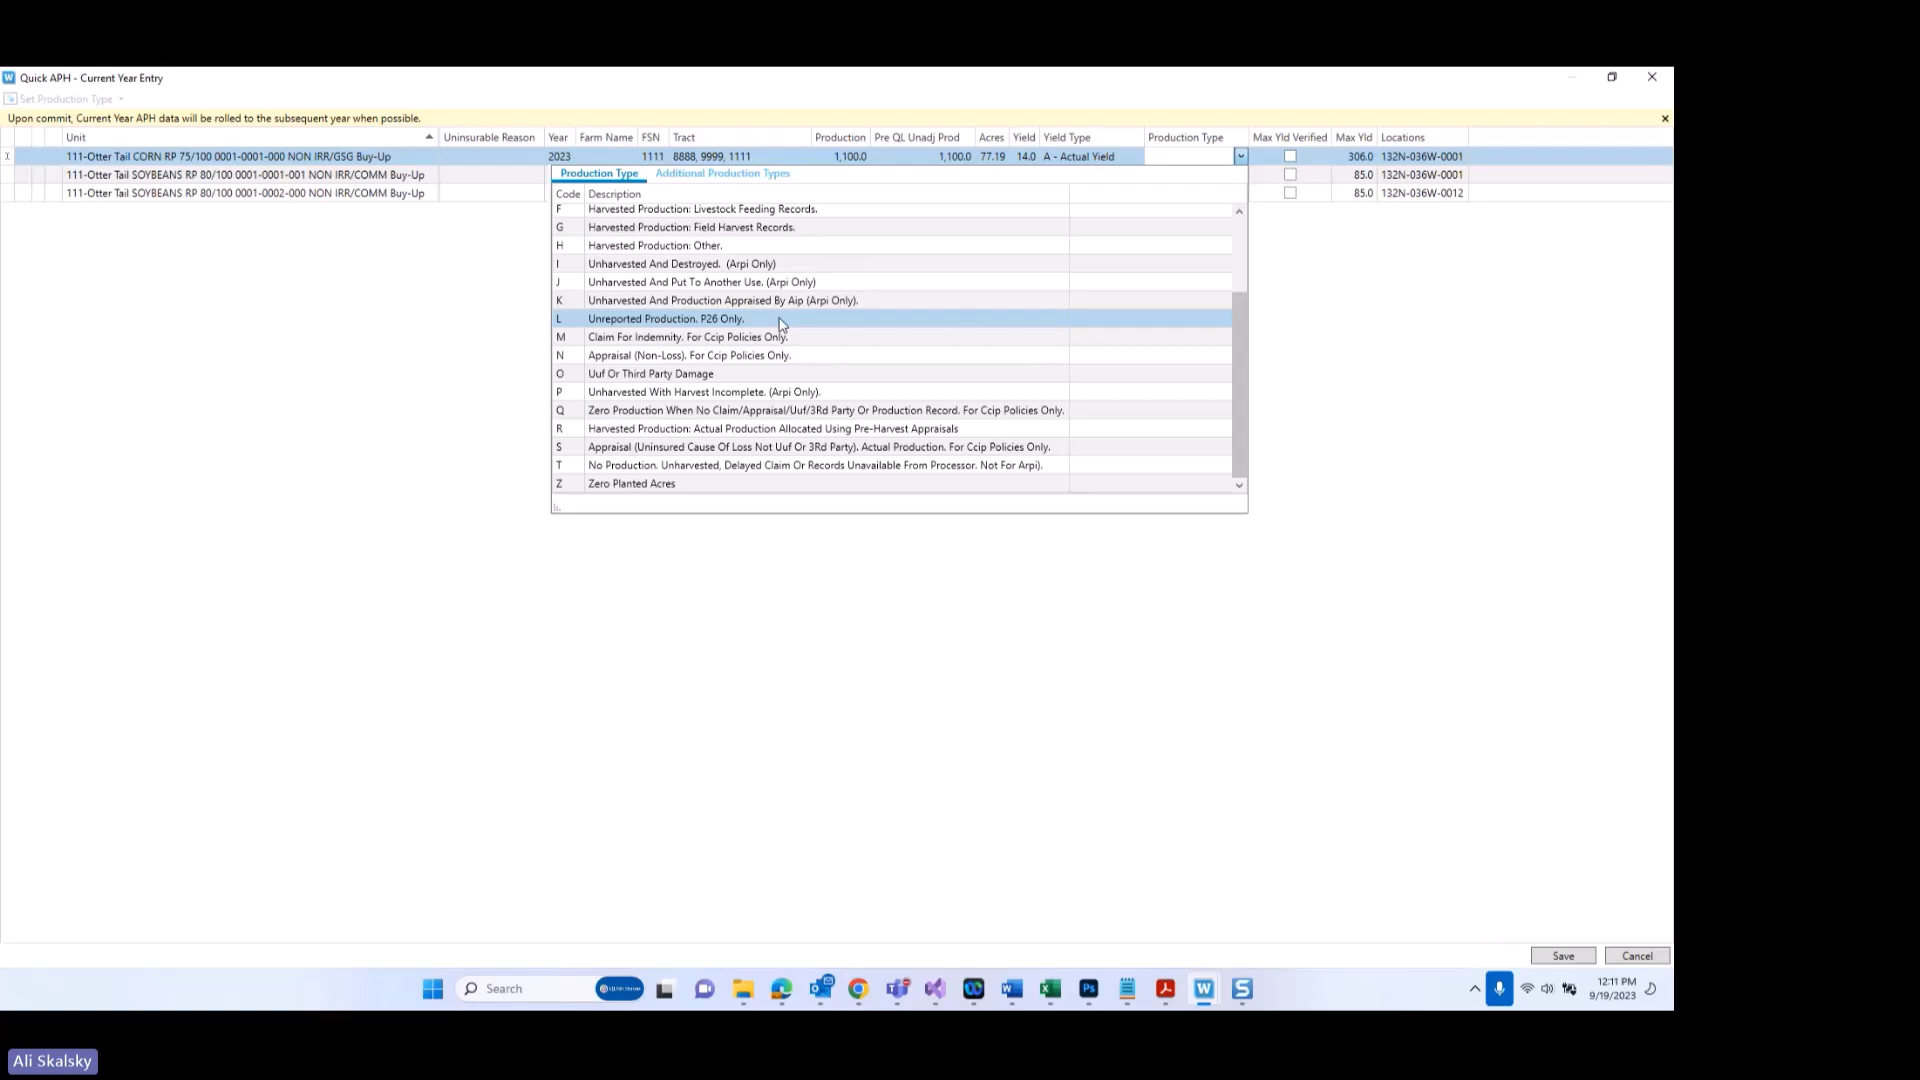 Quick APH - Current Year Entry
Set Production Type
Upon commit, Current Year APH data will be rolled to the subsequent year when possible.
Unit Uninsurable Reason Year Farm Name FSN Tract Production Pre QL Unadj Prod Acres Yield Yield Type Production Type Max Yld Verified Max Yld Locations
111-Otter Tail CORN RP 75/100 0001-0001-000 NON IRR/GSG Buy-Up 2023 1111 8888, 9999, 1111 1,100.0 1,100.0 77.19 14.0 A - Actual Yield 306.0 132N-036W-0001
111-Otter Tail SOYBEANS RP 80/100 0001-0001-001 NON IRR/COMM Buy-Up 85.0 132N-036W-0001
111-Otter Tail SOYBEANS RP 80/100 0001-0002-000 NON IRR/COMM Buy-Up 85.0 132N-036W-0012
Production Type Additional Production Types
Code Description
F Harvested Production: Livestock Feeding Records.
G Harvested Production: Field Harvest Records.
H Harvested Production: Other.
I Unharvested And Destroyed. (Arpi Only)
J Unharvested And Put To Another Use. (Arpi Only)
K Unharvested And Production Appraised By Aip (Arpi Only).
L Unreported Production. P26 Only.
M Claim For Indemnity. For Ccip Policies Only.
N Appraisal (Non-Loss). For Ccip Policies Only.
O Uuf Or Third Party Damage
P Unharvested With Harvest Incomplete. (Arpi Only).
Q Zero Production When No Claim/Appraisal/Uuf/3Rd Party Or Production Record. For Ccip Policies Only.
R Harvested Production: Actual Production Allocated Using Pre-Harvest Appraisals
S Appraisal (Uninsured Cause Of Loss Not Uuf Or 3Rd Party). Actual Production. For Ccip Policies Only.
T No Production. Unharvested, Delayed Claim Or Records Unavailable From Processor. Not For Arpi).
Z Zero Planted Acres
Save Cancel
Search
12:11 PM
9/19/2023
Ali Skalsky